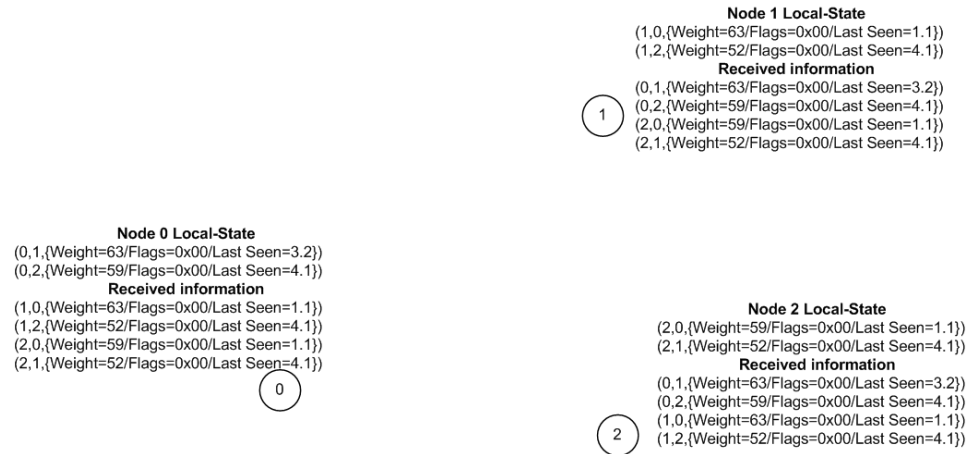 Node 1 Local-State
(1,0,{Weight=63/Flags=0x00/Last Seen=1.1})
(1,2,{Weight=52/Flags=0x00/Last Seen=4.1})
Received information
(0,1,{Weight=63/Flags=0x00/Last Seen=3.2})
(0,2,{Weight=59/Flags=0x00/Last Seen=4.1})
(2,0,{Weight=59/Flags=0x00/Last Seen=1.1})
(2,1,{Weight=52/Flags=0x00/Last Seen=4.1})
1
Node 0 Local-State
(0,1,{Weight=63/Flags=0x00/Last Seen=3.2})
(0,2,{Weight=59/Flags=0x00/Last Seen=4.1})
Received information
(1,0,{Weight=63/Flags=0x00/Last Seen=1.1})
(1,2,{Weight=52/Flags=0x00/Last Seen=4.1})
(2,0,{Weight=59/Flags=0x00/Last Seen=1.1})
(2,1,{Weight=52/Flags=0x00/Last Seen=4.1})
0
Node 2 Local-State
(2,0,{Weight=59/Flags=0x00/Last Seen=1.1})
(2,1,{Weight=52/Flags=0x00/Last Seen=4.1})
Received information
(0,1,{Weight=63/Flags=0x00/Last Seen=3.2})
(0,2,{Weight=59/Flags=0x00/Last Seen=4.1})
(1,0,{Weight=63/Flags=0x00/Last Seen=1.1})
(1,2,{Weight=52/Flags=0x00/Last Seen=4.1})
2